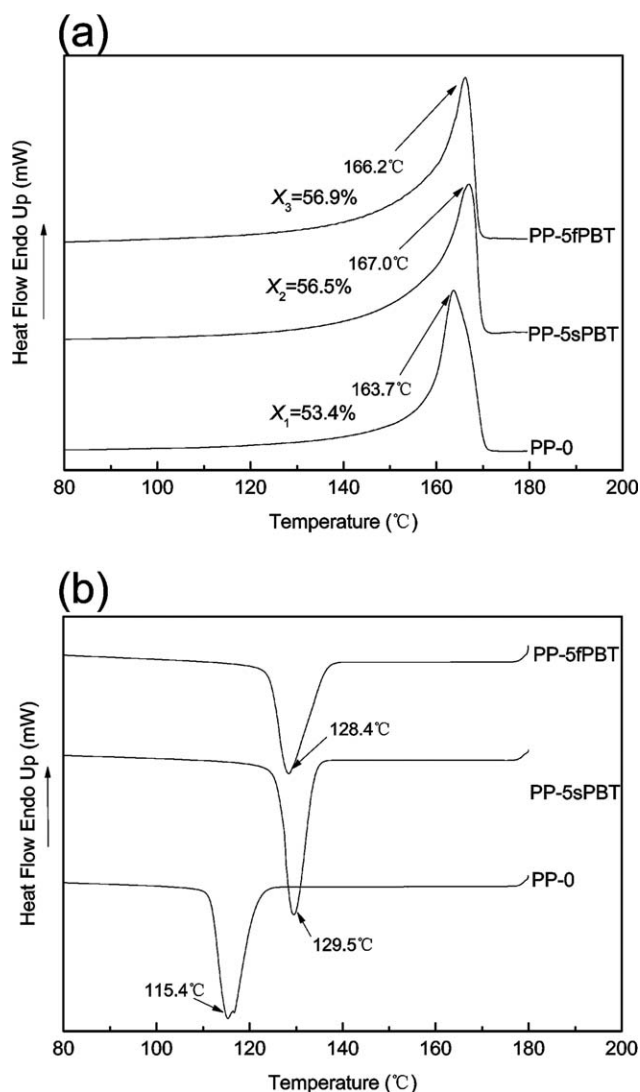 (a)
Heat Flow Endo Up (mW)
166.2℃
X3=56.9%
PP-5fPBT
167.0℃
X2=56.5%
PP-5sPBT
163.7℃
X1=53.4%
PP-0
80 100 120 140 160 180 200
Temperature (℃)
(b)
Heat Flow Endo Up (mW)
PP-5fPBT
128.4℃
PP-5sPBT
PP-0
129.5℃
115.4℃
80 100 120 140 160 180 200
Temperature (℃)